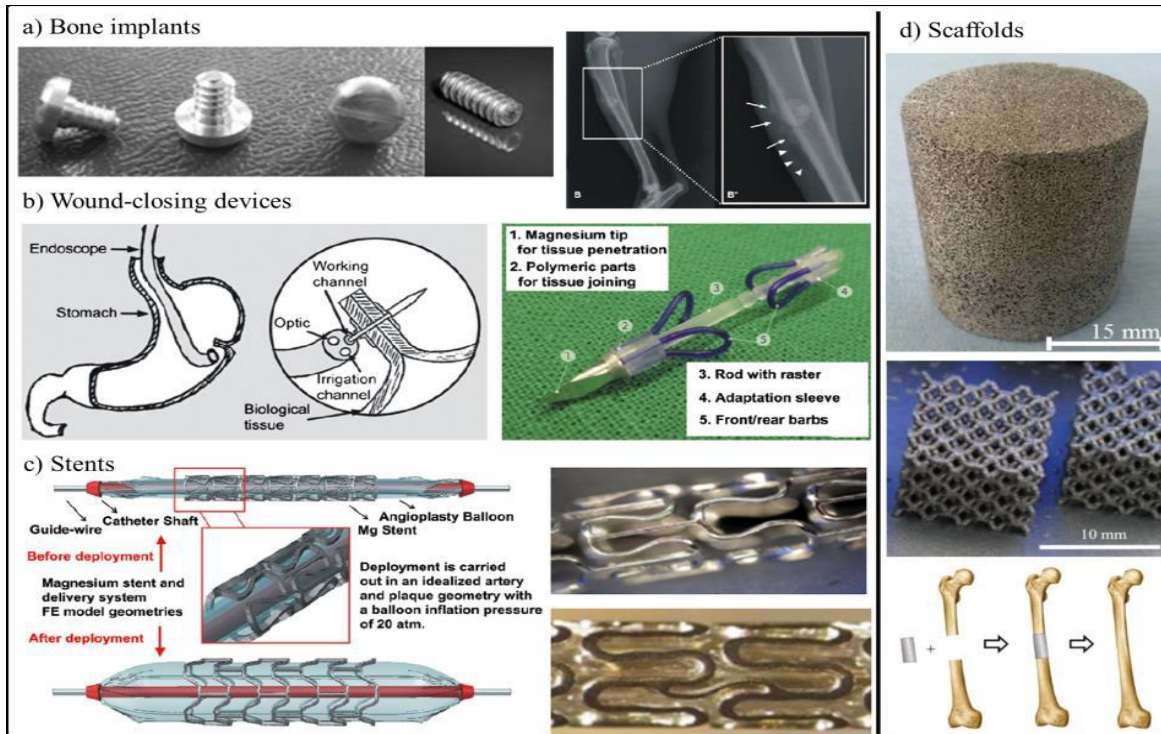 a) Bone implants
B
B"
b) Wound-closing devices
Endoscope
Stomach
Working
channel
Optic
Irrigation
channel
Biological
tissue
1. Magnesium tip
for tissue penetration
2. Polymeric parts
for tissue joining
1
2
3
4
5
3. Rod with raster
4. Adaptation sleeve
5. Front/rear barbs
c) Stents
Guide-wire
Catheter Shaft
Angioplasty Balloon
Mg Stent
Before deployment
Magnesium stent and
delivery system
FE model geometries
After deployment
Deployment is carried
out in an idealized artery
and plaque geometry with
a balloon inflation pressure
of 20 atm.
d) Scaffolds
15 mm
10 mm
+